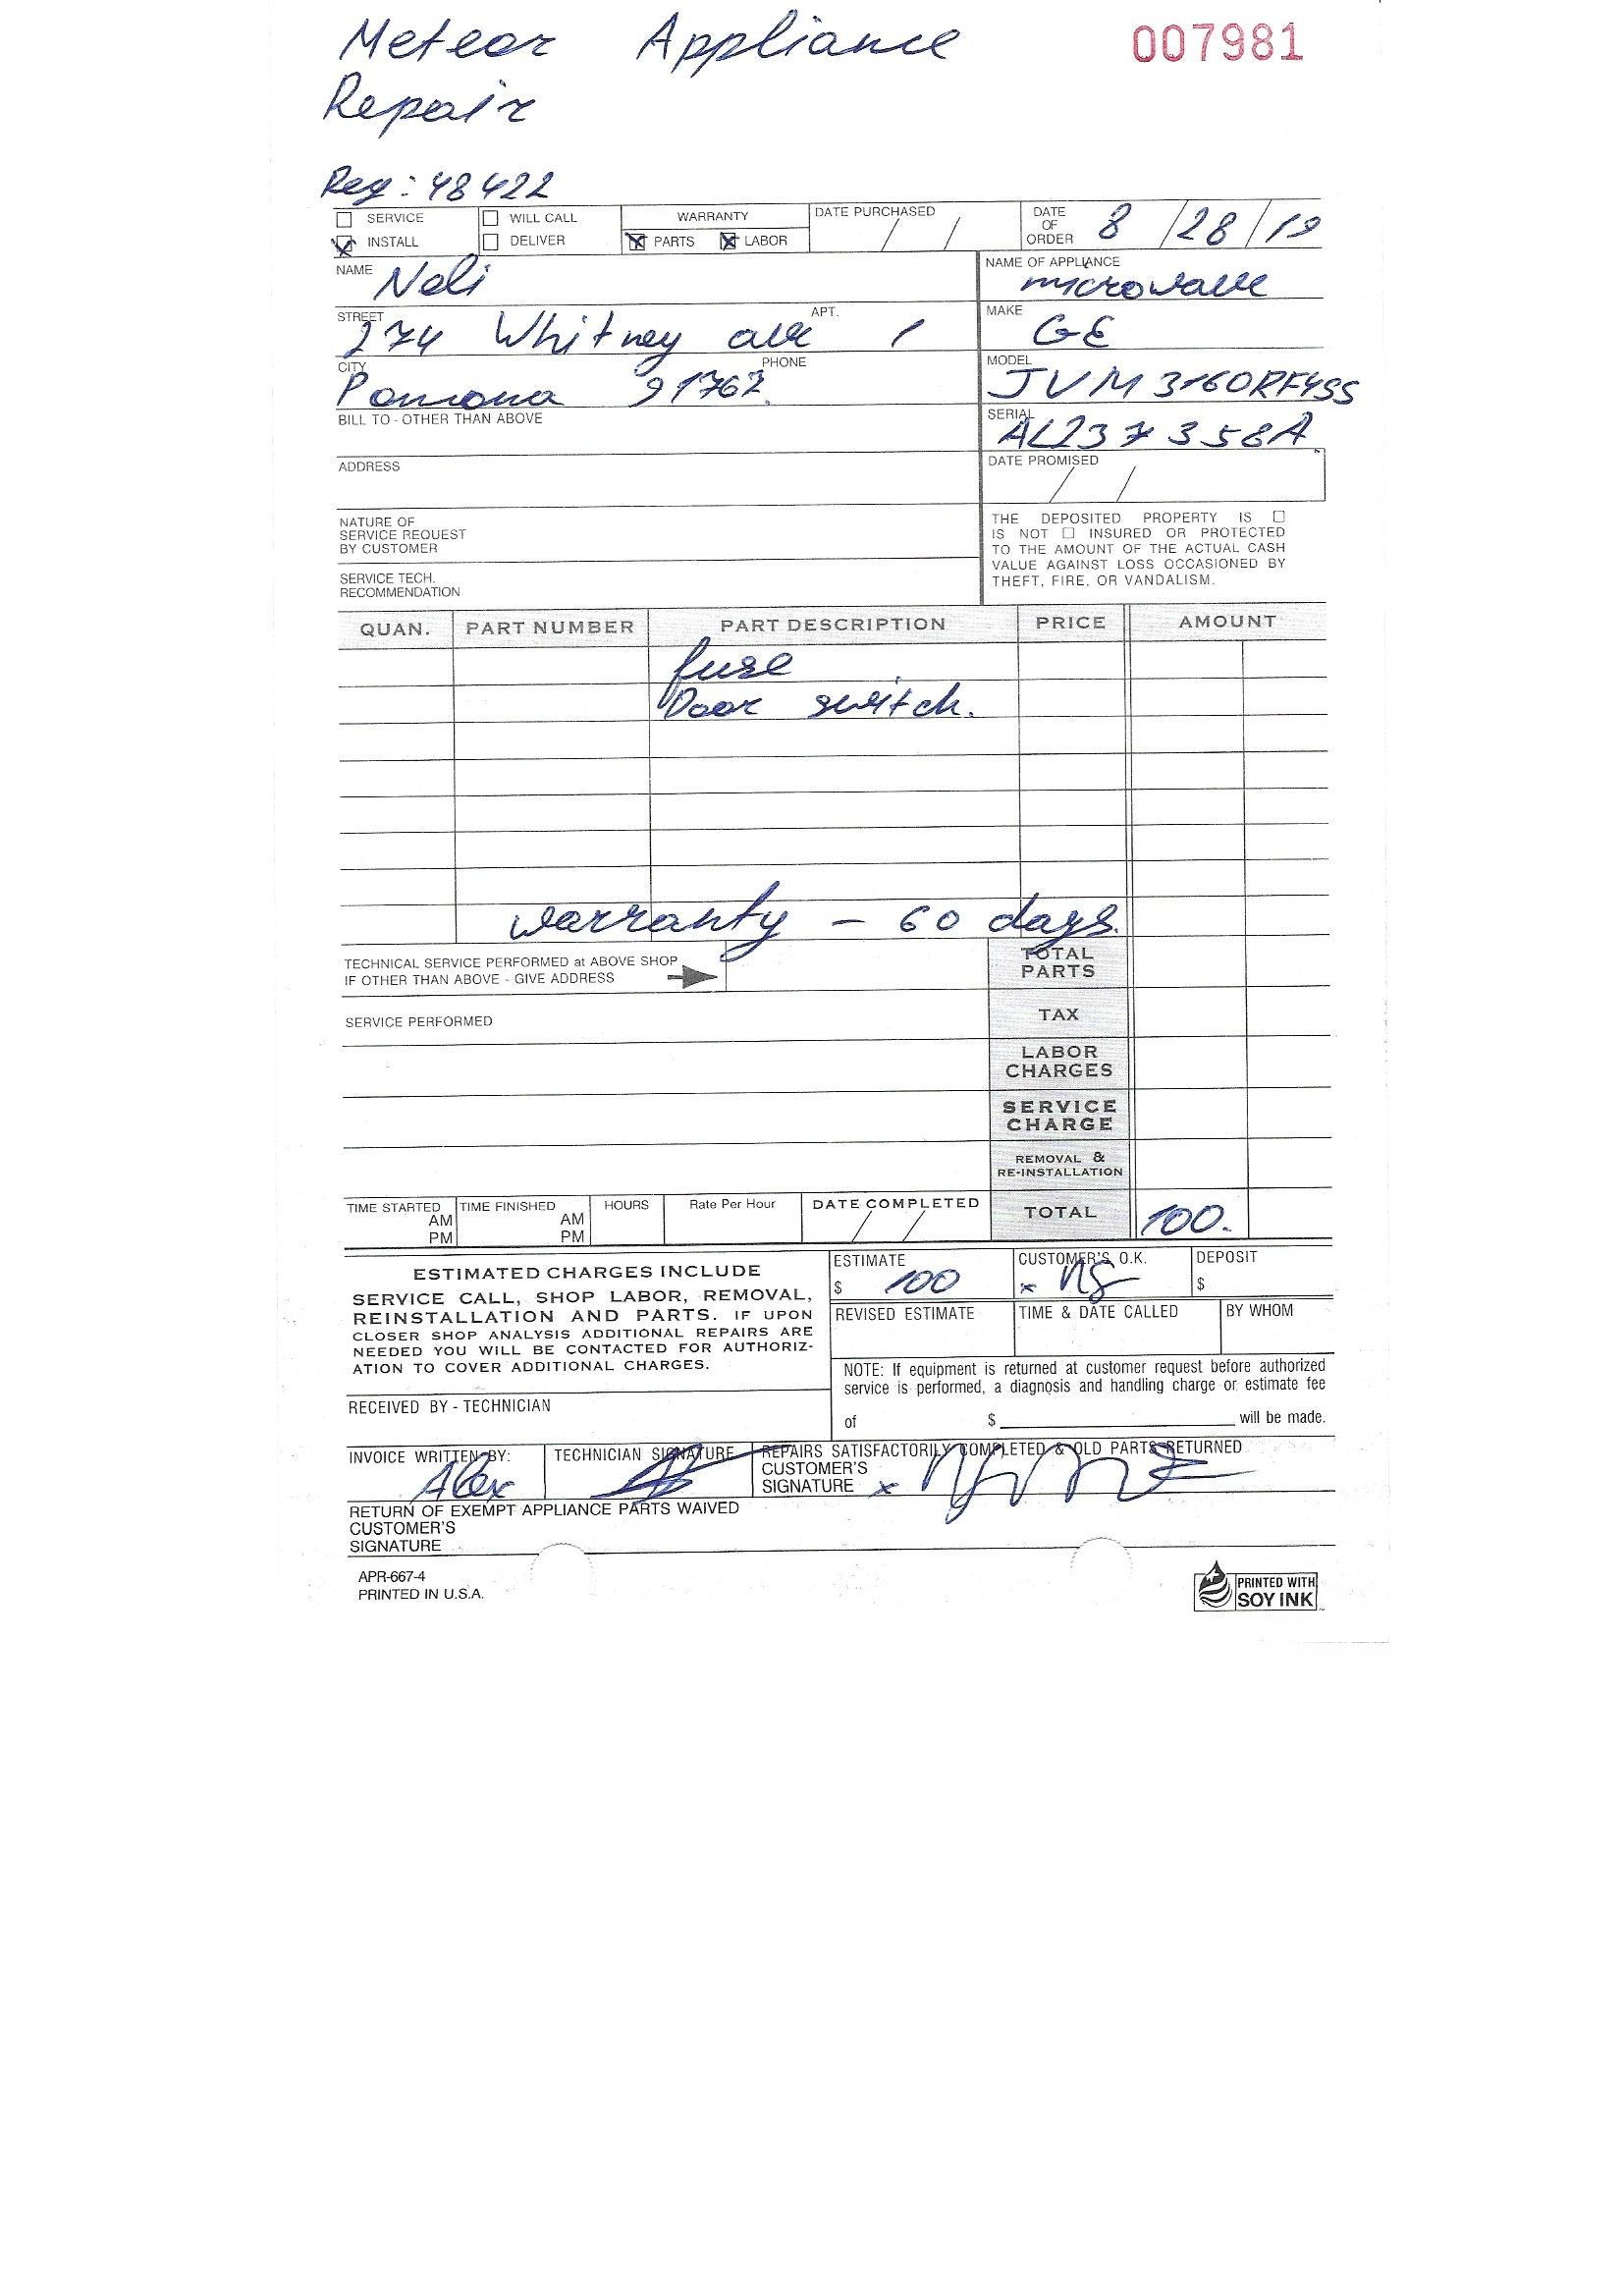 Meteor Appliance 007981
Repair
Reg: 48422
SERVICE WILL CALL WARRANTY DATE PURCHASED DATE OF ORDER 8/28/19
INSTALL DELIVER PARTS LABOR
NAME Neli NAME OF APPLIANCE microwave
STREET 274 Whitney ave APT. 1 MAKE GE
CITY Pomona 91767 PHONE MODEL JVM3160RF4SS
BILL TO - OTHER THAN ABOVE SERIAL AL237358A
ADDRESS DATE PROMISED / /
NATURE OF
SERVICE REQUEST
BY CUSTOMER
SERVICE TECH.
RECOMMENDATION
THE DEPOSITED PROPERTY IS ☐
IS NOT ☐ INSURED OR PROTECTED
TO THE AMOUNT OF THE ACTUAL CASH
VALUE AGAINST LOSS OCCASIONED BY
THEFT, FIRE, OR VANDALISM.
QUAN. PART NUMBER PART DESCRIPTION PRICE AMOUNT
fuse
Door switch.
warranty - 60 days.
TECHNICAL SERVICE PERFORMED at ABOVE SHOP
IF OTHER THAN ABOVE - GIVE ADDRESS
TOTAL PARTS
SERVICE PERFORMED
TAX
LABOR CHARGES
SERVICE CHARGE
REMOVAL & RE-INSTALLATION
TIME STARTED AM PM TIME FINISHED AM PM HOURS Rate Per Hour DATE COMPLETED / / TOTAL 100.
ESTIMATED CHARGES INCLUDE
SERVICE CALL, SHOP LABOR, REMOVAL,
REINSTALLATION AND PARTS. IF UPON
CLOSER SHOP ANALYSIS ADDITIONAL REPAIRS ARE
NEEDED YOU WILL BE CONTACTED FOR AUTHORIZ-
ATION TO COVER ADDITIONAL CHARGES.
ESTIMATE $ 100 CUSTOMER'S O.K. x NS DEPOSIT $
REVISED ESTIMATE TIME & DATE CALLED BY WHOM
NOTE: If equipment is returned at customer request before authorized
service is performed, a diagnosis and handling charge or estimate fee
of $ will be made.
RECEIVED BY - TECHNICIAN
INVOICE WRITTEN BY: Alex TECHNICIAN SIGNATURE REPAIRS SATISFACTORILY COMPLETED & OLD PARTS RETURNED
CUSTOMER'S
SIGNATURE x
RETURN OF EXEMPT APPLIANCE PARTS WAIVED
CUSTOMER'S
SIGNATURE
APR-667-4
PRINTED IN U.S.A.
PRINTED WITH
SOY INK